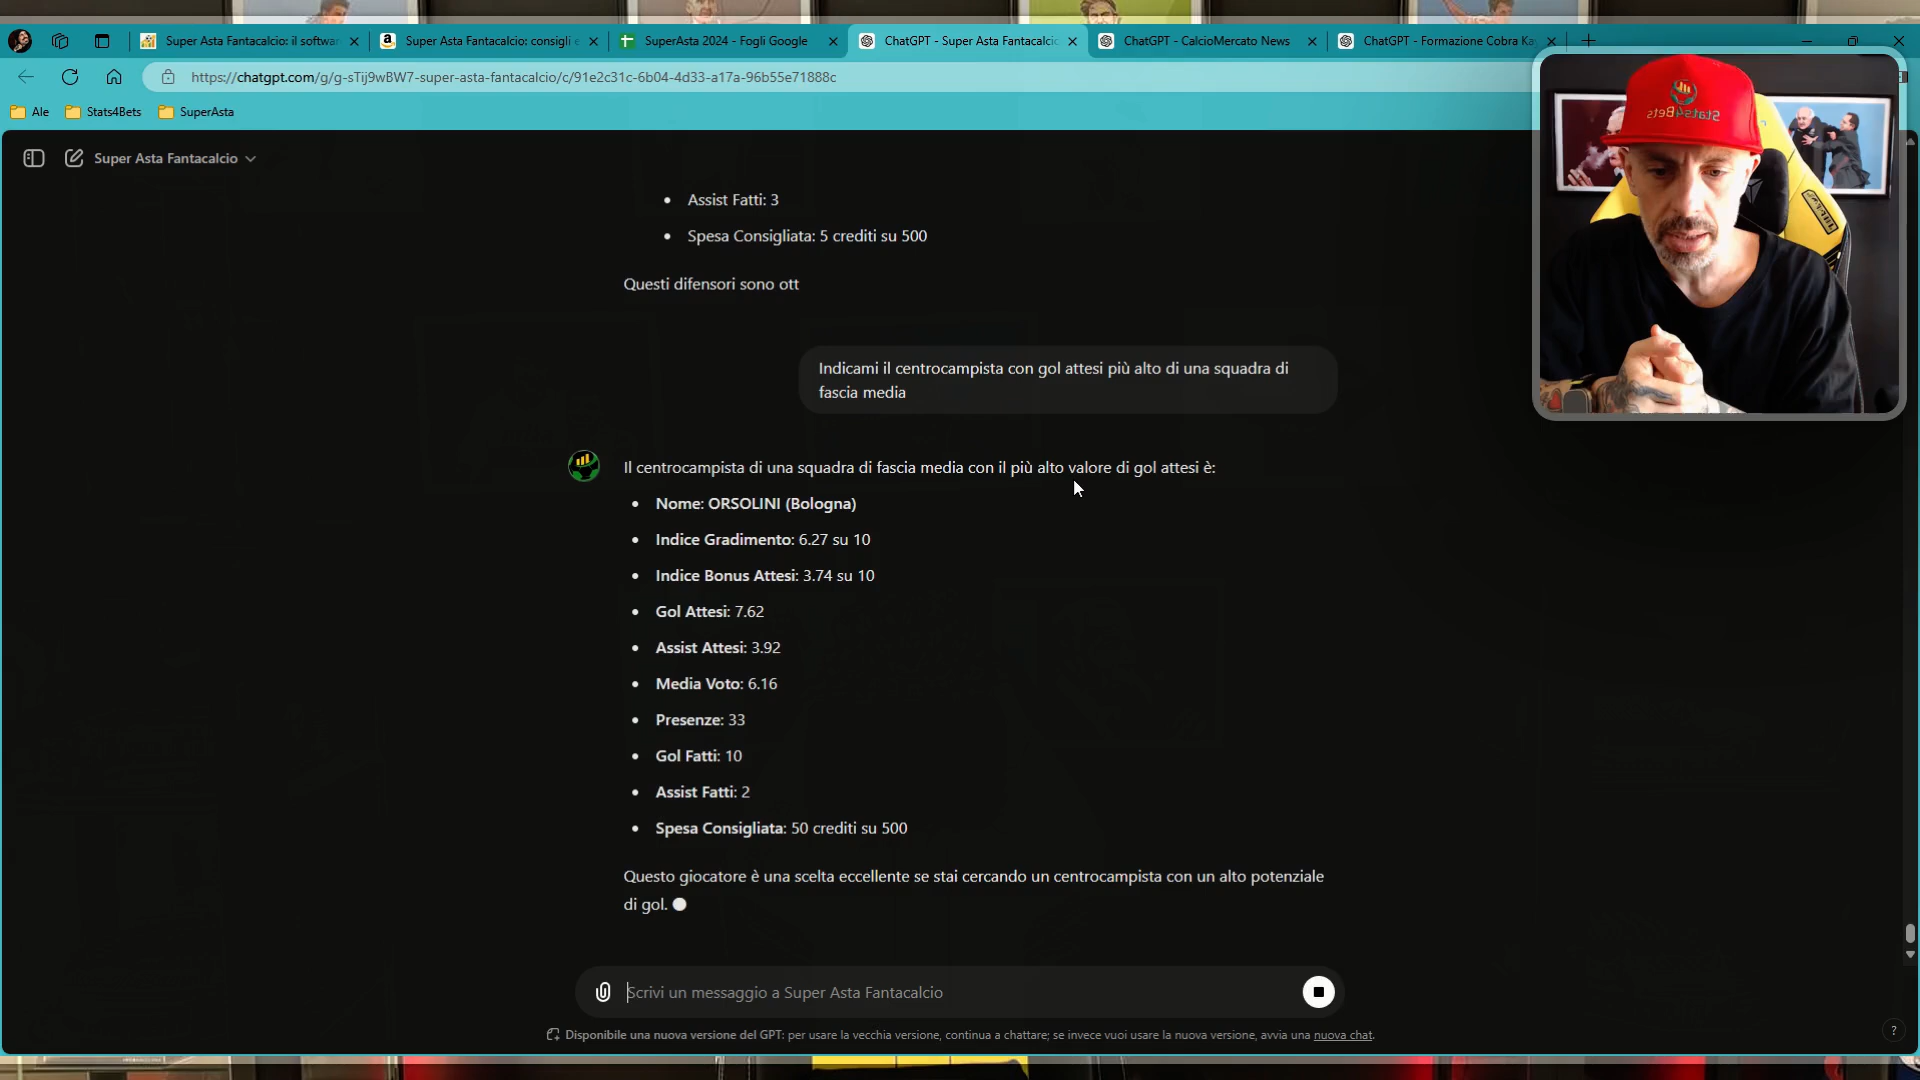 Super Asta Fantacalcio: il softwar
Super Asta Fantacalcio: consigli e
SuperAsta 2024 - Fogli Google
ChatGPT - Super Asta Fantacalcio
ChatGPT - CalcioMercato News
ChatGPT - Formazione Cobra Ka
https://chatgpt.com/g/g-sTij9wBW7-super-asta-fantacalcio/c/91e2c31c-6b04-4d33-a17a-96b55e71888c
Ale
Stats4Bets
SuperAsta
Stats4Bets
Super Asta Fantacalcio
• Assist Fatti: 3
• Spesa Consigliata: 5 crediti su 500
Questi difensori sono ott
Indicami il centrocampista con gol attesi più alto di una squadra di
fascia media
Il centrocampista di una squadra di fascia media con il più alto valore di gol attesi è:
• Nome: ORSOLINI (Bologna)
• Indice Gradimento: 6.27 su 10
• Indice Bonus Attesi: 3.74 su 10
• Gol Attesi: 7.62
• Assist Attesi: 3.92
• Media Voto: 6.16
• Presenze: 33
• Gol Fatti: 10
• Assist Fatti: 2
• Spesa Consigliata: 50 crediti su 500
Questo giocatore è una scelta eccellente se stai cercando un centrocampista con un alto potenziale
di gol.
Scrivi un messaggio a Super Asta Fantacalcio
Disponibile una nuova versione del GPT: per usare la vecchia versione, continua a chattare; se invece vuoi usare la nuova versione, avvia una nuova chat.
?